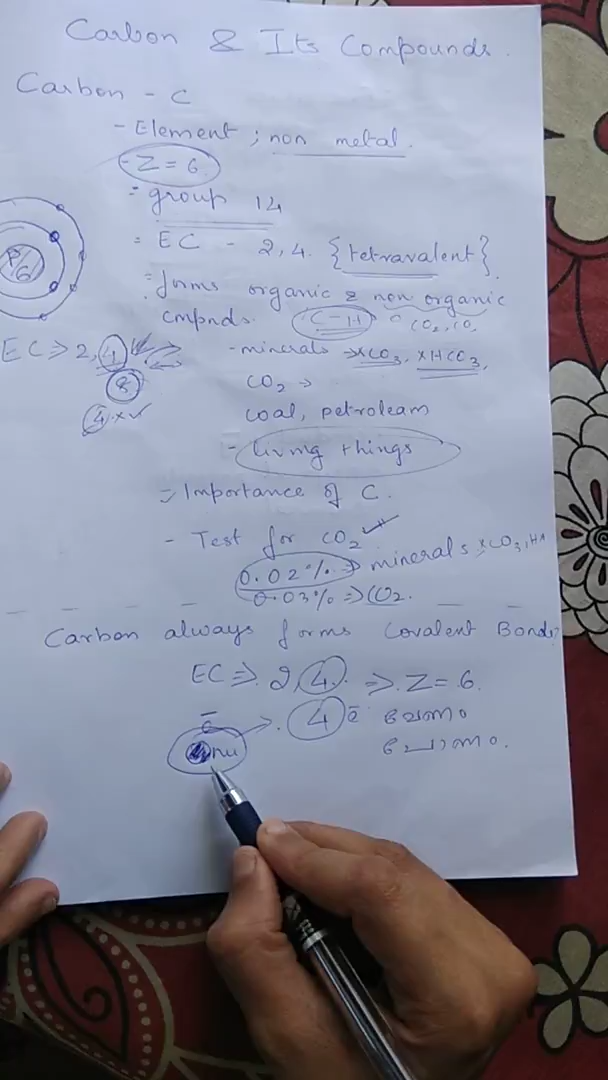 Carbon & Its Compounds.
Carbon - C
- Element ; non metal.
- Z = 6.
- group 14
= EC - 2,4. {tetravalent}.
P/6
: forms organic & non organic
cmpnds. C-H CO2, CO,
EC ⇒ 2,4
8
4
- minerals → XCO3, XHCO3,
CO2 →
coal, petroleam
- living things
⇒ Importance of C.
- Test for CO2 ✓
0.02% ⇒ minerals XCO3,
0.03% ⇒ CO2.
Carbon always forms Covalent Bonds?
EC ⇒ 2,4. ⇒ Z = 6.
4 e̅ വേണം
e̅
പോണം.